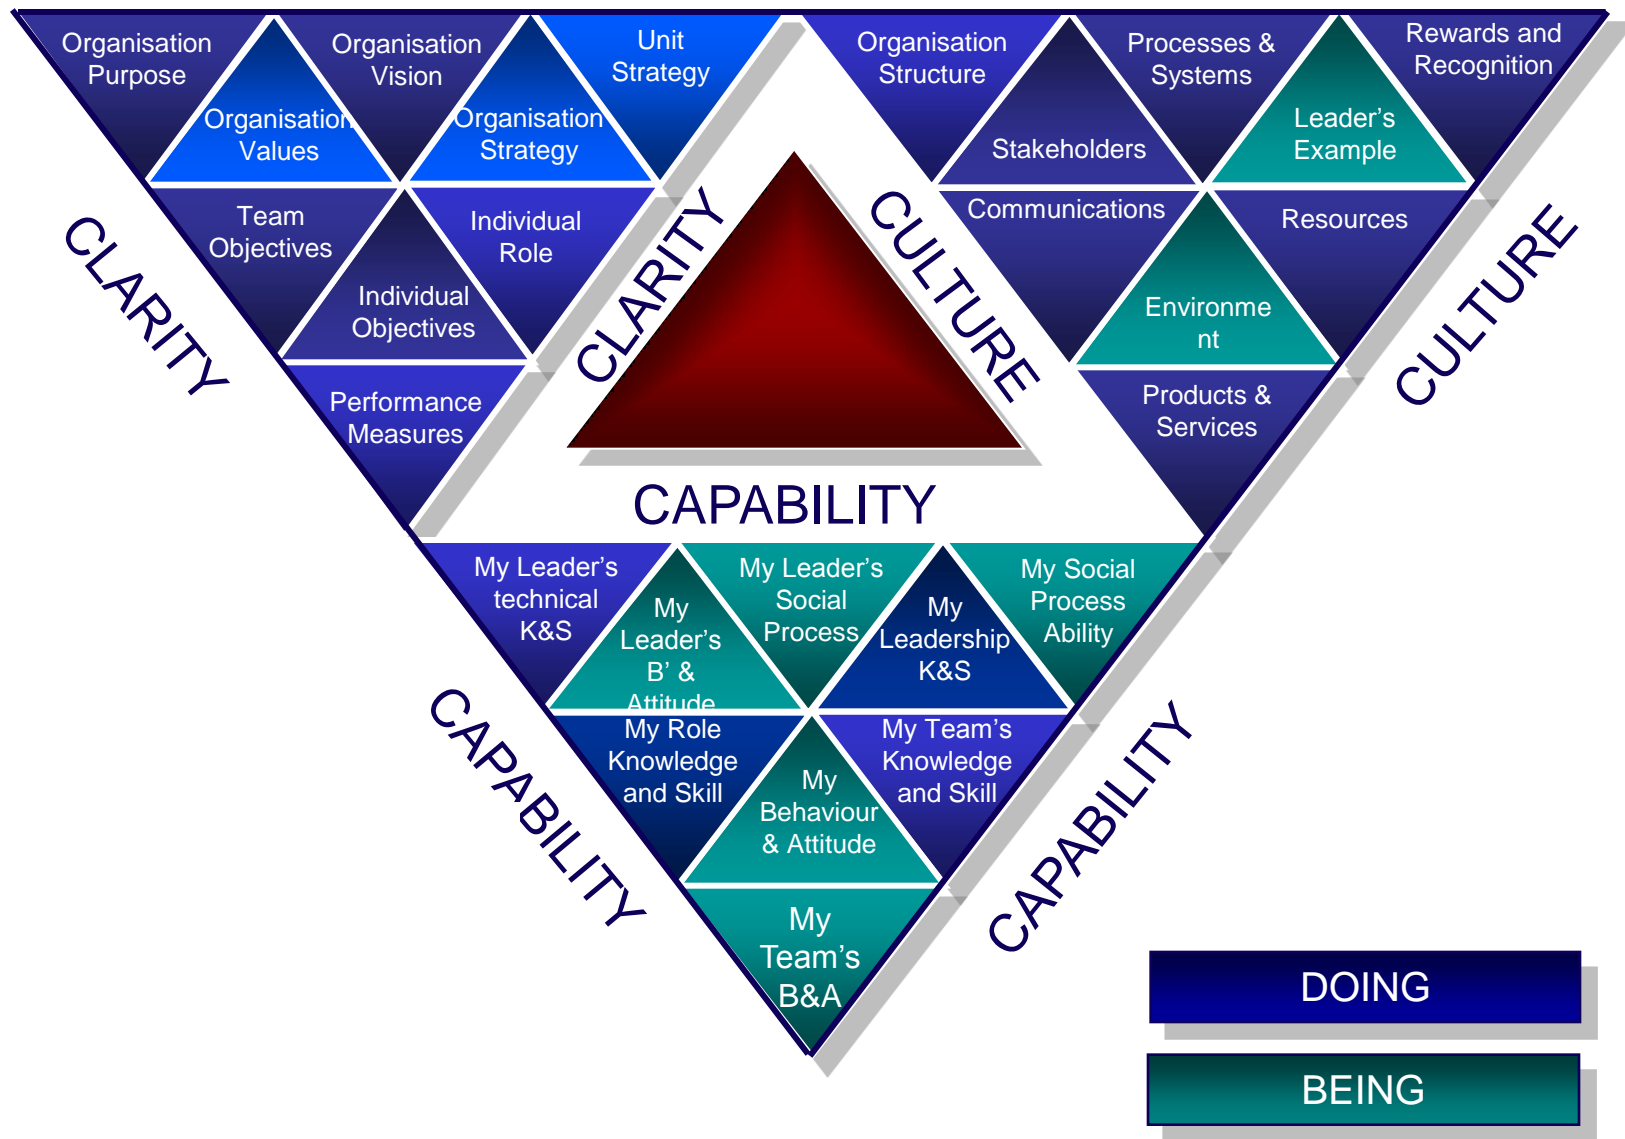 Organisation
Purpose
Organisation
Values
Organisation
Vision
Organisation
Strategy
Unit
Strategy
Team
Objectives
Individual
Objectives
Individual
Role
Performance
Measures
CLARITY
CLARITY
Organisation
Structure
Stakeholders
Processes &
Systems
Leader’s
Example
Rewards and
Recognition
Communications
Environme
nt
Resources
Products &
Services
CULTURE
CULTURE
CAPABILITY
My Leader’s
technical
K&S
My
Leader’s
B’ &
Attitude
My Leader’s
Social
Process
My
Leadership
K&S
My Social
Process
Ability
My Role
Knowledge
and Skill
My
Behaviour
& Attitude
My Team’s
Knowledge
and Skill
My
Team’s
B&A
CAPABILITY
CAPABILITY
DOING
BEING